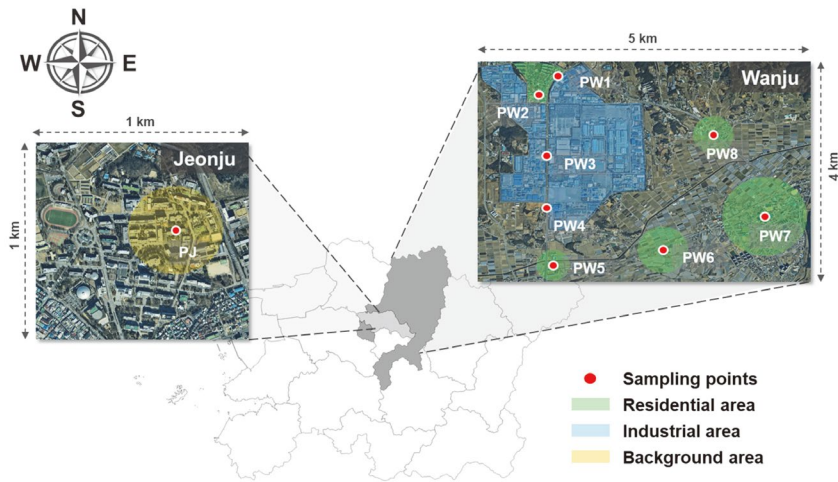 N
W E
S
1 km
1 km
Jeonju
PJ
5 km
4 km
Wanju
PW1
PW2
PW3
PW4
PW5
PW6
PW7
PW8
Sampling points
Residential area
Industrial area
Background area